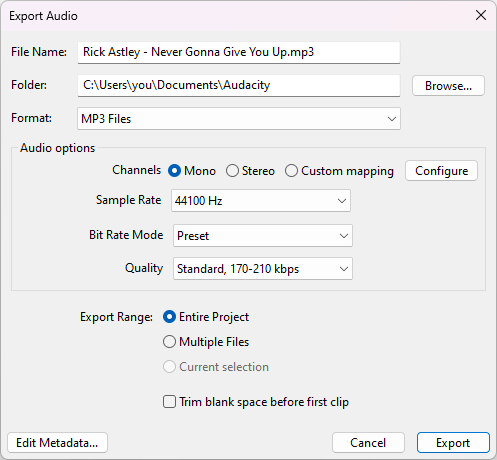 Export Audio
File Name: Rick Astley - Never Gonna Give You Up.mp3
Folder: C:\Users\you\Documents\Audacity Browse...
Format: MP3 Files
Audio options
Channels Mono Stereo Custom mapping Configure
Sample Rate 44100 Hz
Bit Rate Mode Preset
Quality Standard, 170-210 kbps
Export Range: Entire Project
Multiple Files
Current selection
Trim blank space before first clip
Edit Metadata... Cancel Export